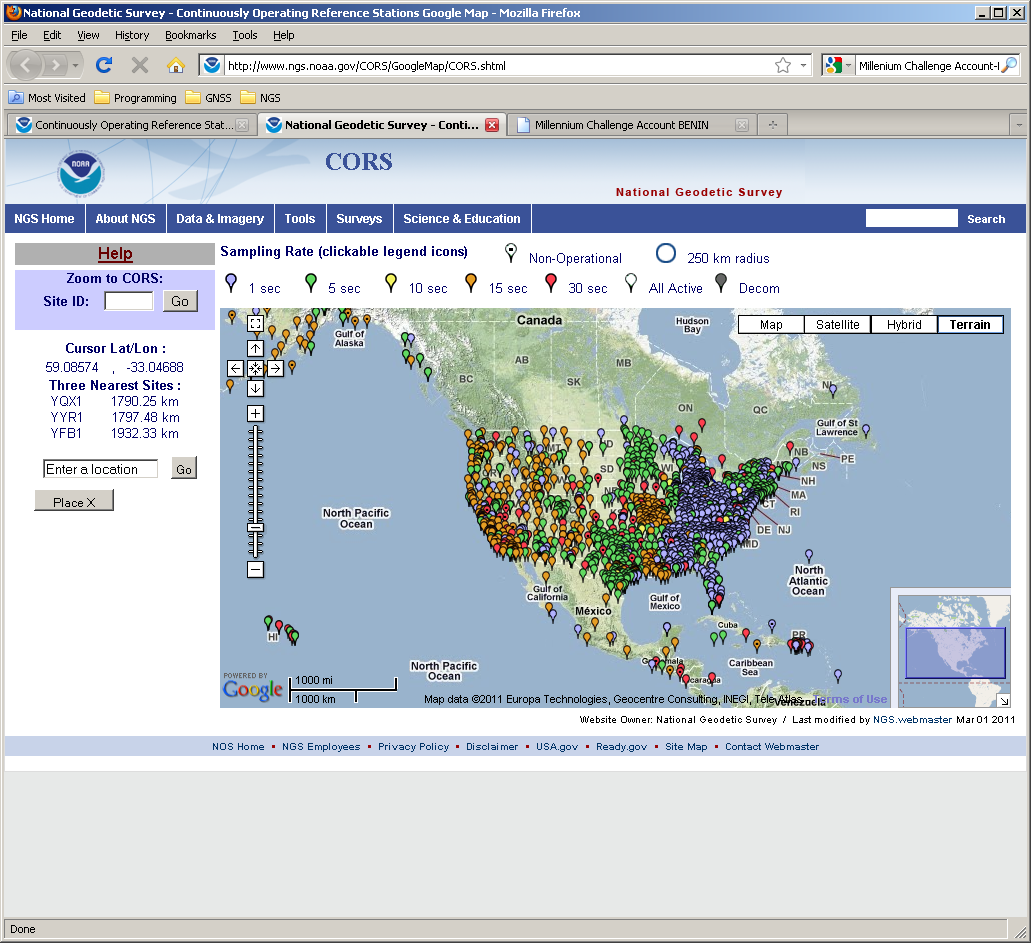 National Geodetic Survey - Continuously Operating Reference Stations Google Map - Mozilla Firefox
File Edit View History Bookmarks Tools Help
http://www.ngs.noaa.gov/CORS/GoogleMap/CORS.shtml
Millenium Challenge Account-I
Most Visited Programming GNSS NGS
Continuously Operating Reference Stat... National Geodetic Survey - Conti... Millennium Challenge Account BENIN
NOAA
CORS
National Geodetic Survey
NGS Home About NGS Data & Imagery Tools Surveys Science & Education Search
Help
Zoom to CORS:
Site ID: Go
Cursor Lat/Lon :
59.08574 , -33.04688
Three Nearest Sites :
YQX1 1790.25 km
YYR1 1797.48 km
YFB1 1932.33 km
Enter a location Go
Place X
Sampling Rate (clickable legend icons) Non-Operational 250 km radius
1 sec 5 sec 10 sec 15 sec 30 sec All Active Decom
Map Satellite Hybrid Terrain
Canada
Hudson
Bay
Gulf of
Alaska
AB
MB
BC
SK
ON
QC
NL
Gulf of St
Lawrence
NB
PE
NS
NH
MA
RI
CT
DE NJ
MD
MT
ND
SD
WI
North Pacific
Ocean
North
Atlantic
Ocean
Gulf of
California
Gulf of
Mexico
México
Cuba
PR
HI
Caribbean
Sea
North Pacific
Ocean
Venezuela
POWERED BY
Google
1000 mi
1000 km
Map data ©2011 Europa Technologies, Geocentre Consulting, INEGI, Tele Atlas Terms of Use
Website Owner: National Geodetic Survey / Last modified by NGS.webmaster Mar 01 2011
NOS Home • NGS Employees • Privacy Policy • Disclaimer • USA.gov • Ready.gov • Site Map • Contact Webmaster
Done